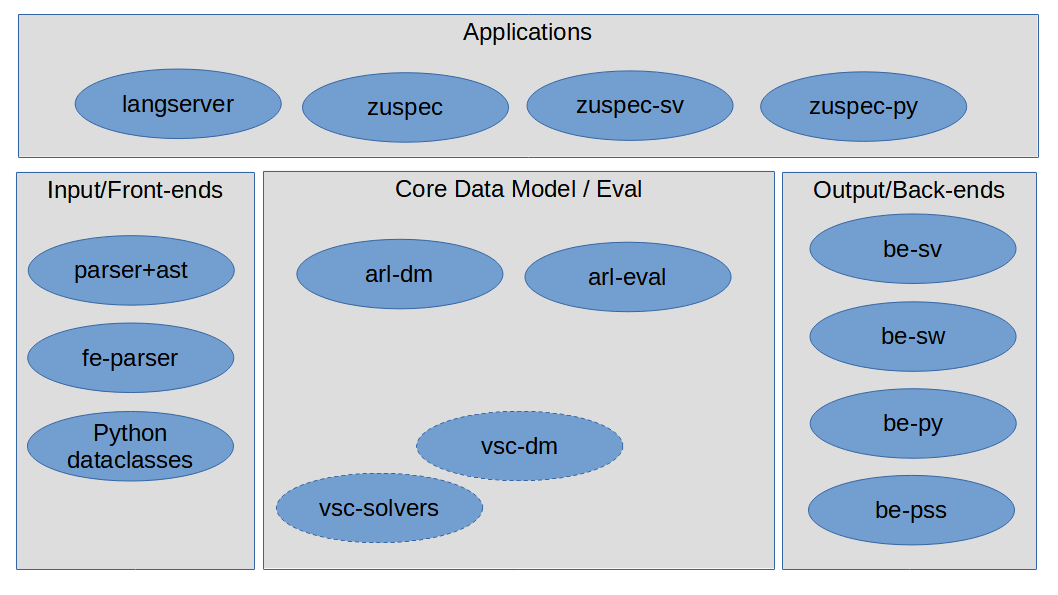 Applications
langserver
zuspec
zuspec-sv
zuspec-py
Input/Front-ends
parser+ast
fe-parser
Python
dataclasses
Core Data Model / Eval
arl-dm
arl-eval
vsc-dm
vsc-solvers
Output/Back-ends
be-sv
be-sw
be-py
be-pss